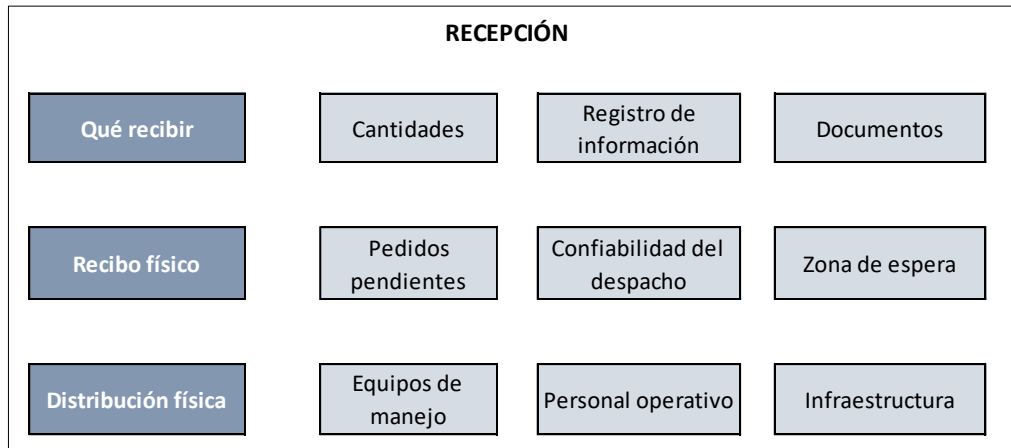 RECEPCIÓN
Qué recibir
Cantidades
Registro de
información
Documentos
Recibo físico
Pedidos
pendientes
Confiabilidad del
despacho
Zona de espera
Distribución física
Equipos de
manejo
Personal operativo
Infraestructura